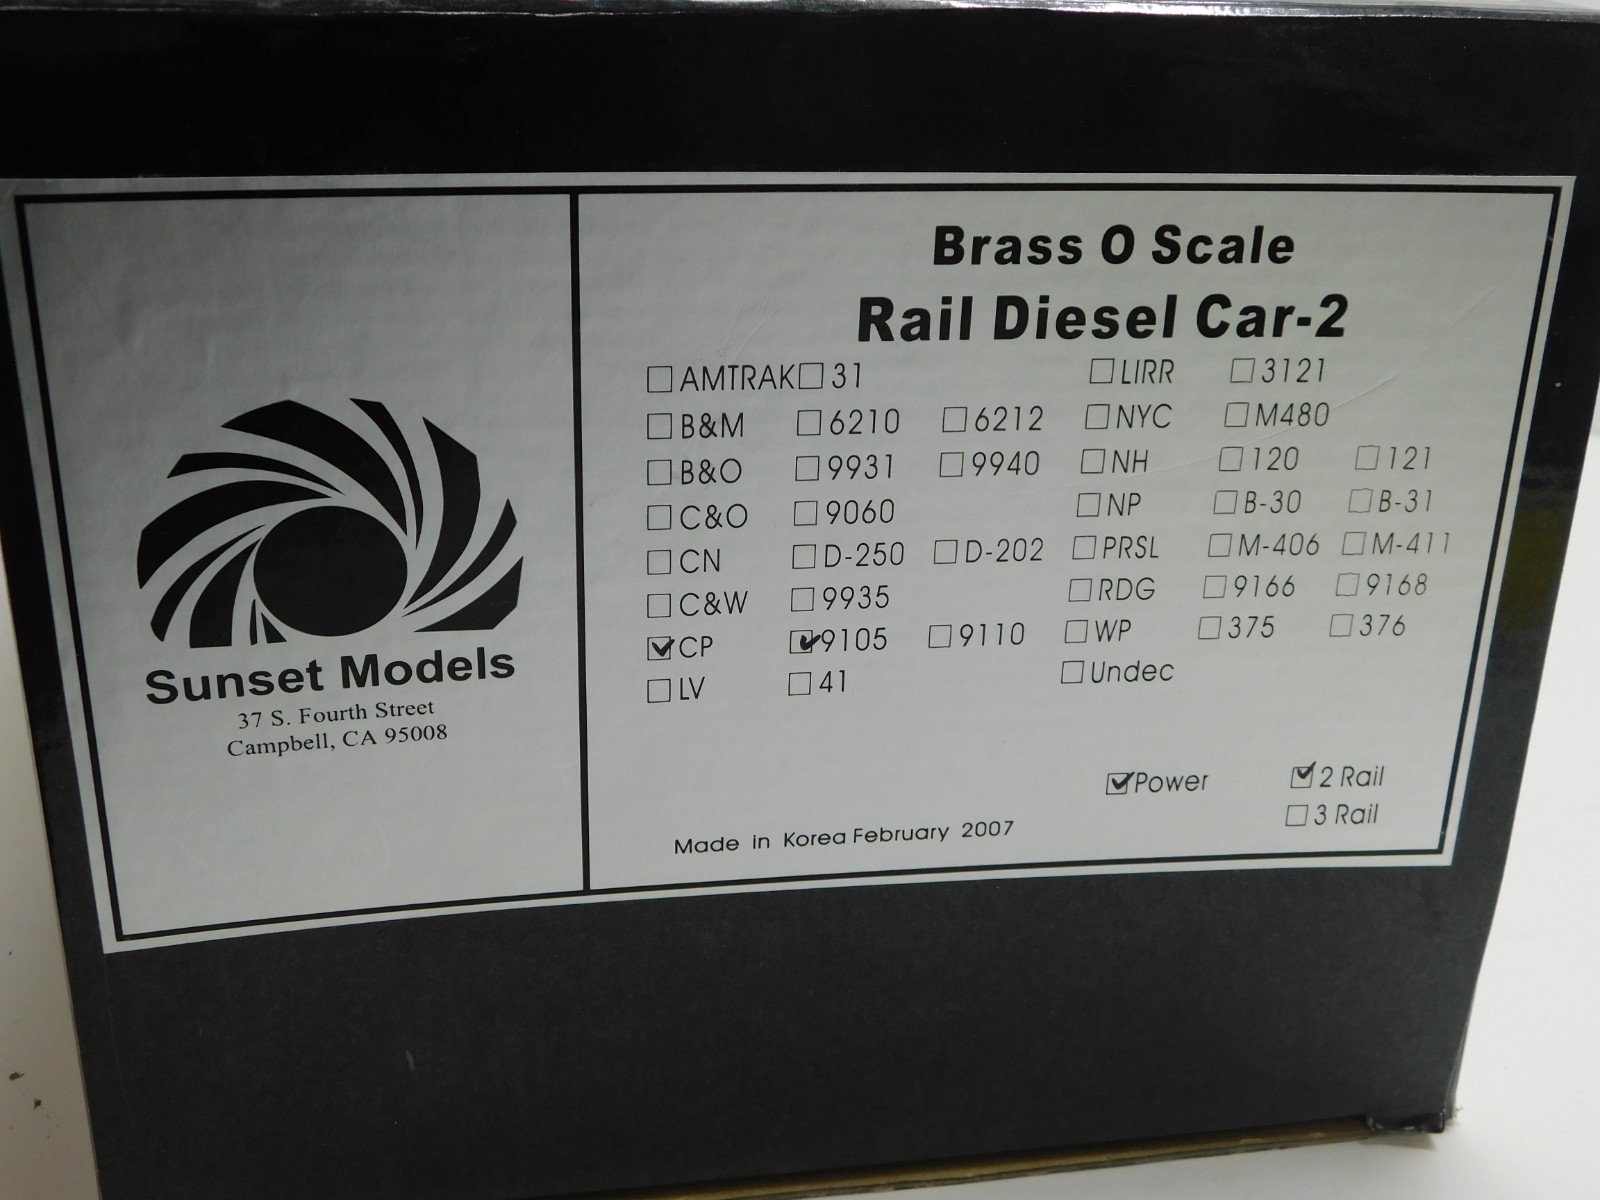 Brass O Scale
Rail Diesel Car-2
☐ AMTRAK ☐ 31 ☐ LIRR ☐ 3121
☐ B&M ☐ 6210 ☐ 6212 ☐ NYC ☐ M480
☐ B&O ☐ 9931 ☐ 9940 ☐ NH ☐ 120 ☐ 121
☐ C&O ☐ 9060 ☐ NP ☐ B-30 ☐ B-31
☐ CN ☐ D-250 ☐ D-202 ☐ PRSL ☐ M-406 ☐ M-411
☐ C&W ☐ 9935 ☐ RDG ☐ 9166 ☐ 9168
☑ CP ☑ 9105 ☐ 9110 ☐ WP ☐ 375 ☐ 376
☐ LV ☐ 41 ☐ Undec
☑ Power ☑ 2 Rail
☐ 3 Rail
Made in Korea February 2007
Sunset Models
37 S. Fourth Street
Campbell, CA 95008